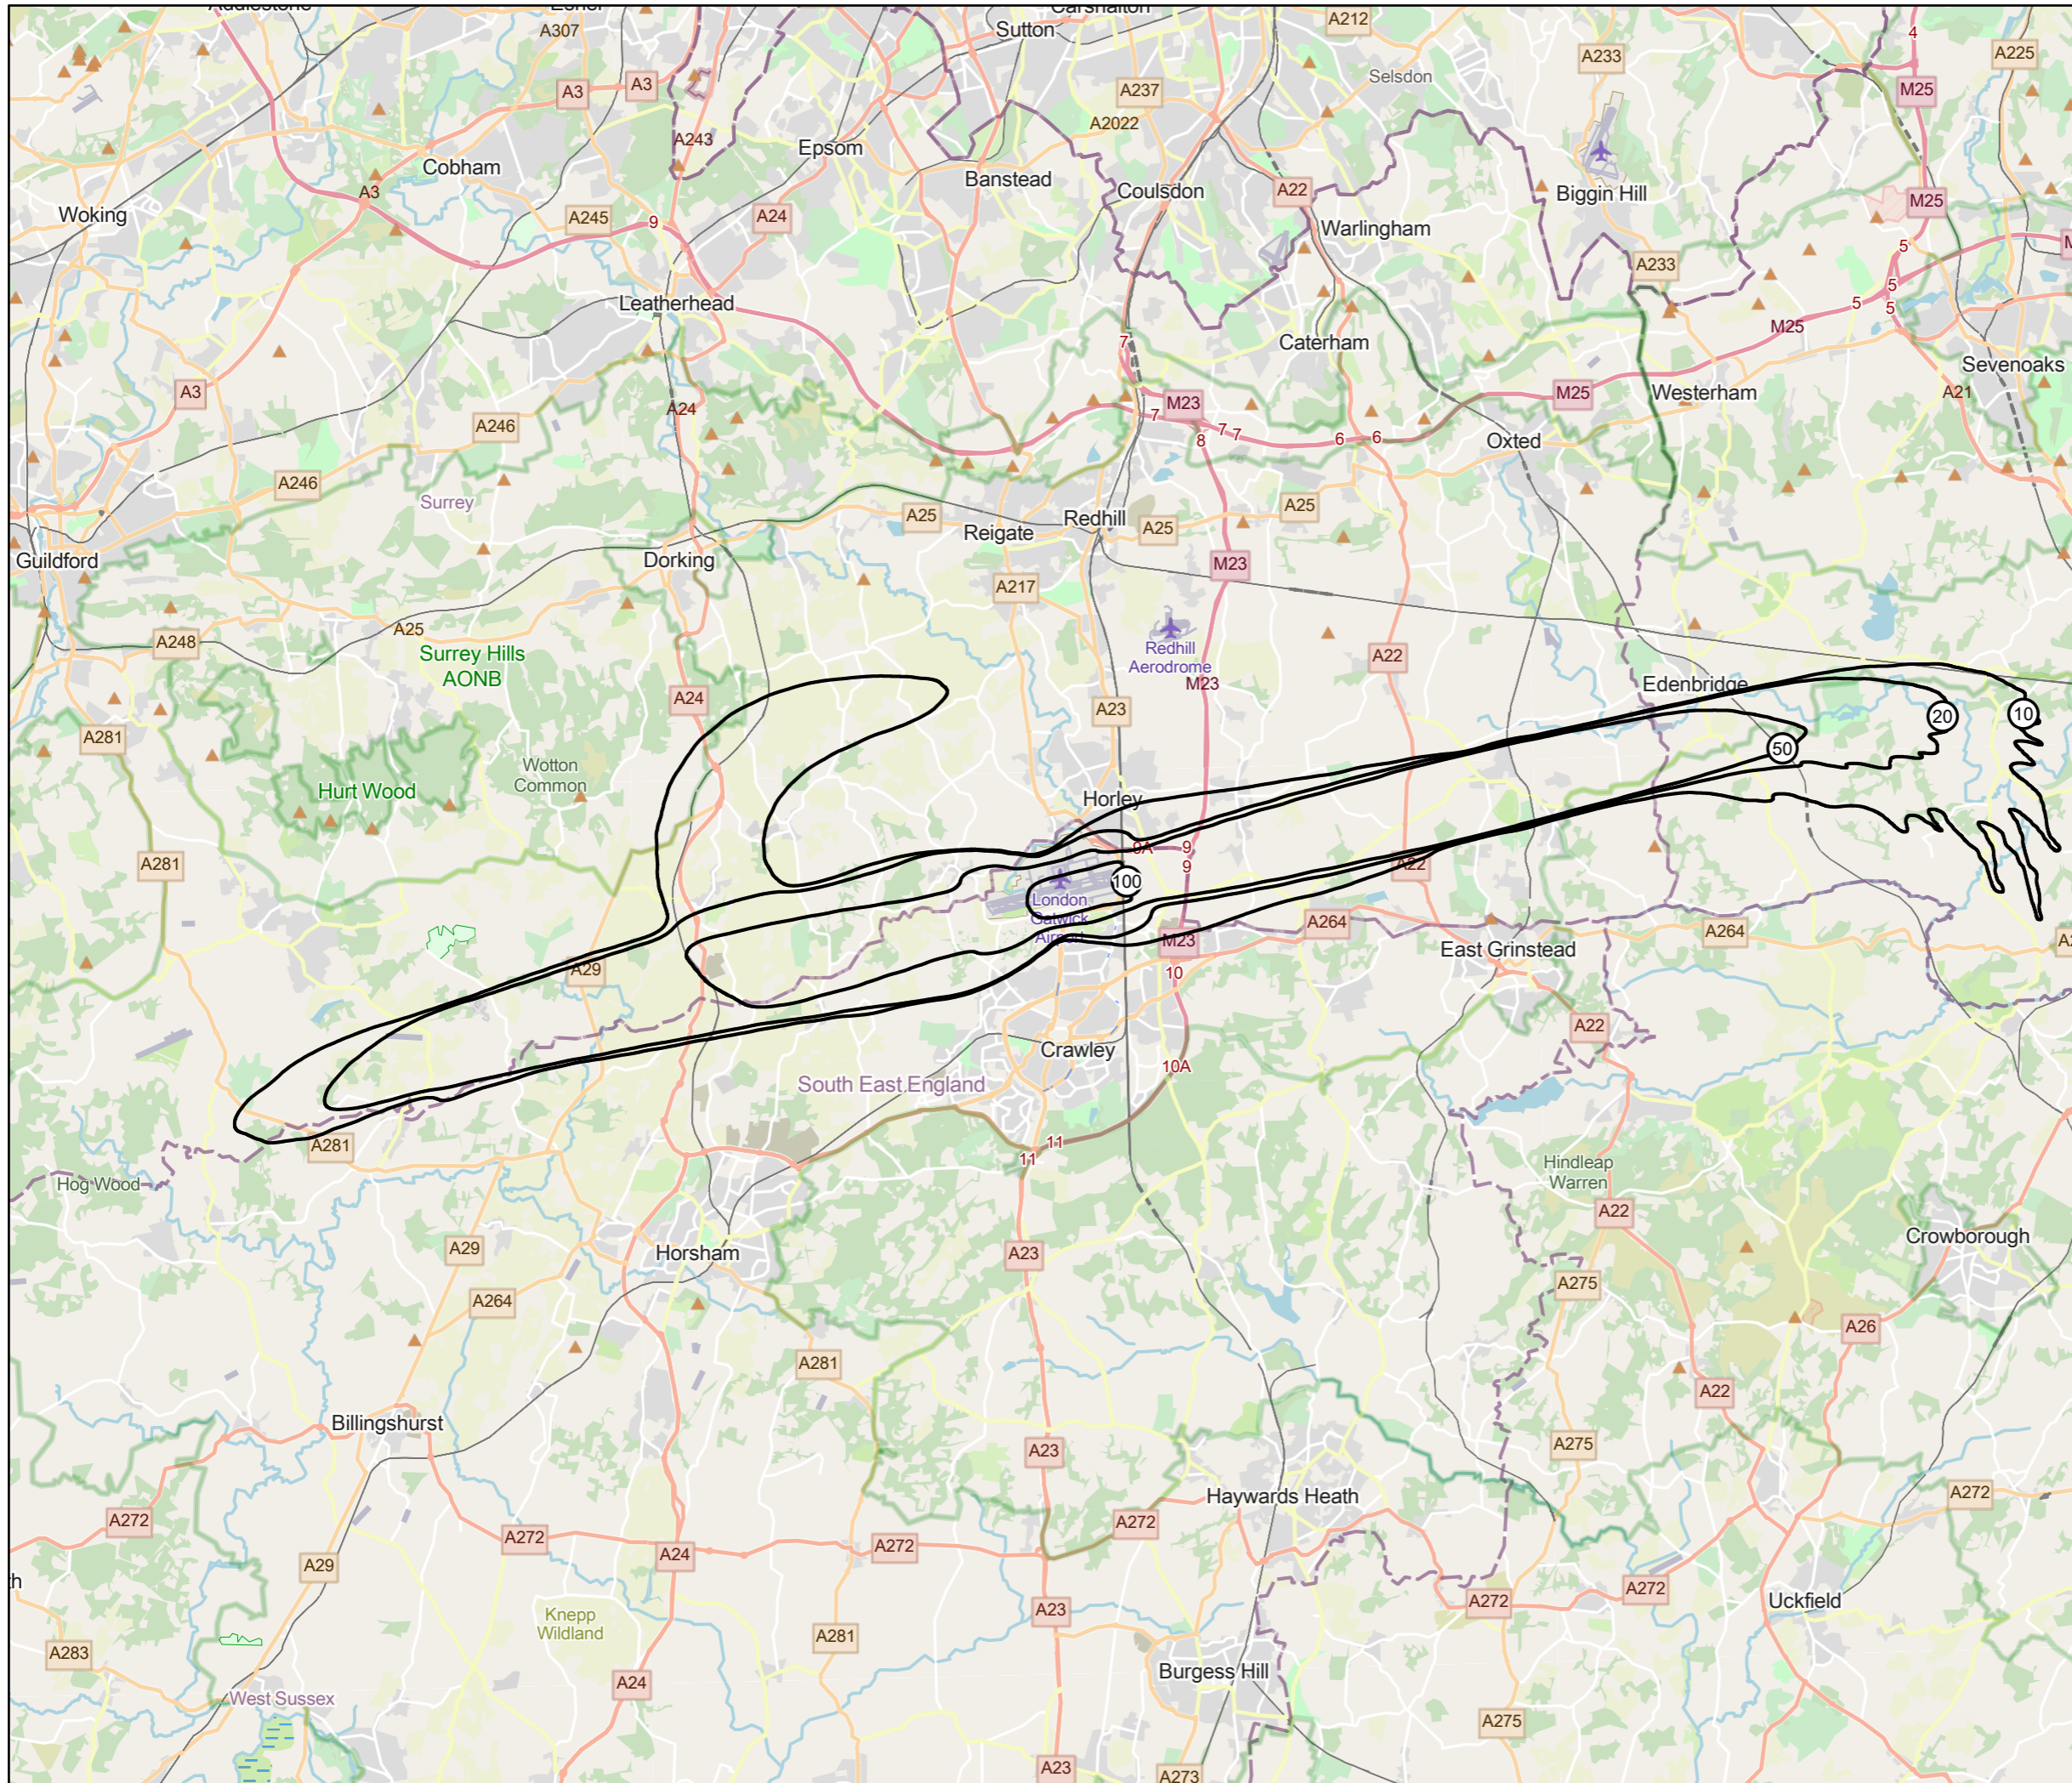 A307
Sutton
A212
A233
4
A225
A3
A3
A237
Selsdon
M25
A2022
A243
Epsom
Cobham
Banstead
Coulsdon
A22
Biggin Hill
A3
M25
Woking
A245
9
A24
Warlingham
5
A233
5
5
5
M25
Leatherhead
7
Caterham
Sevenoaks
A3
M23
M25
Westerham
A21
A24
7
7 7
A246
8
6
6
Oxted
A246
Surrey
A25
A25
Redhill
A25
Reigate
Guildford
Dorking
M23
A217
A25
A248
Redhill
Aerodrome
Surrey Hills
AONB
A22
M23
Edenbridge
A24
A23
20
10
A281
50
Wotton
Common
Hurt Wood
Horley
9A
9
9
A281
A22
100
London
Gatwick
Airport
A264
A264
M23
East Grinstead
A29
10
A22
Crawley
10A
South East England
11
11
A281
Hog Wood
Hindleap
Warren
A22
Crowborough
A29
Horsham
A23
A275
A264
A26
A281
A22
Billingshurst
A23
A275
Haywards Heath
A272
A272
A272
A272
A272
A24
A29
A272
A272
Uckfield
A23
Knepp
Wildland
A281
A283
Burgess Hill
A24
West Sussex
A275
A23
A273